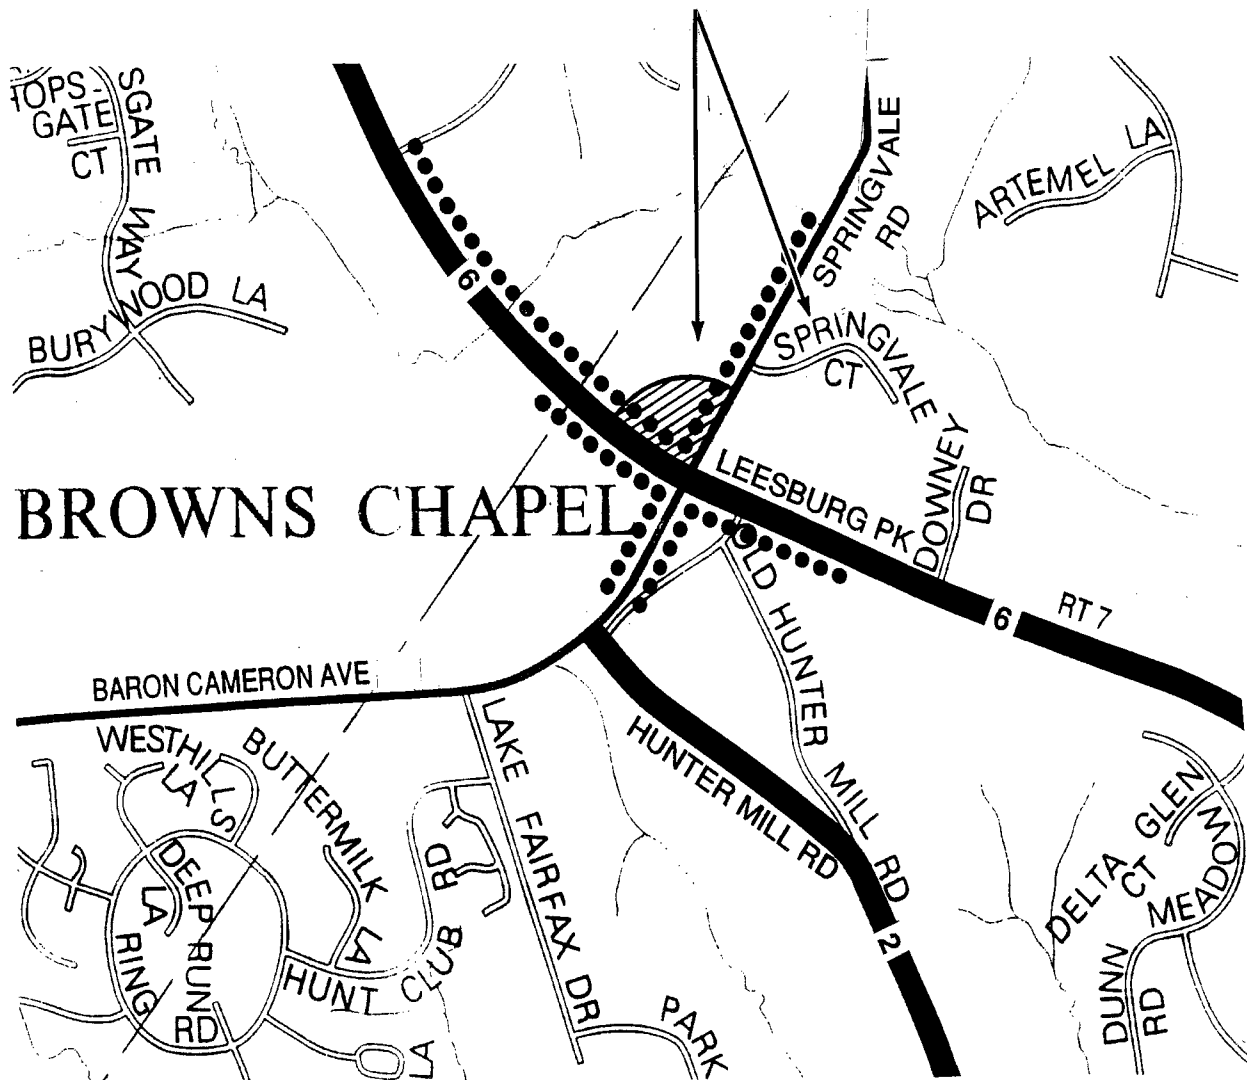 SGATE WAY
GATE
CT
SPRINGVALE
RD
ARTEMEL LA
BURYWOOD LA
6
SPRINGVALE
CT
LEESBURG PK
DOWNEY
DR
BROWNS CHAPEL
OLD HUNTER MILL RD
6
RT 7
BARON CAMERON AVE
WESTHILLS
LA
BUTTERMILK LA
LAKE FAIRFAX DR
HUNTER MILL RD
2
GLEN
MEADOW
DELTA
CT
DUNN
RD
DEEP RUN
LA
RING
RD
HUNT CLUB RD
LA
PARK